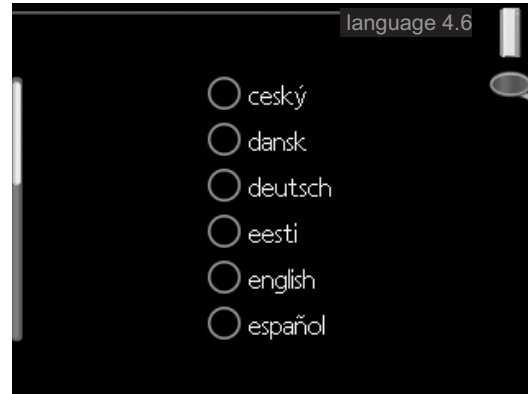 language 4.6
ceský
dansk
deutsch
eesti
english
español